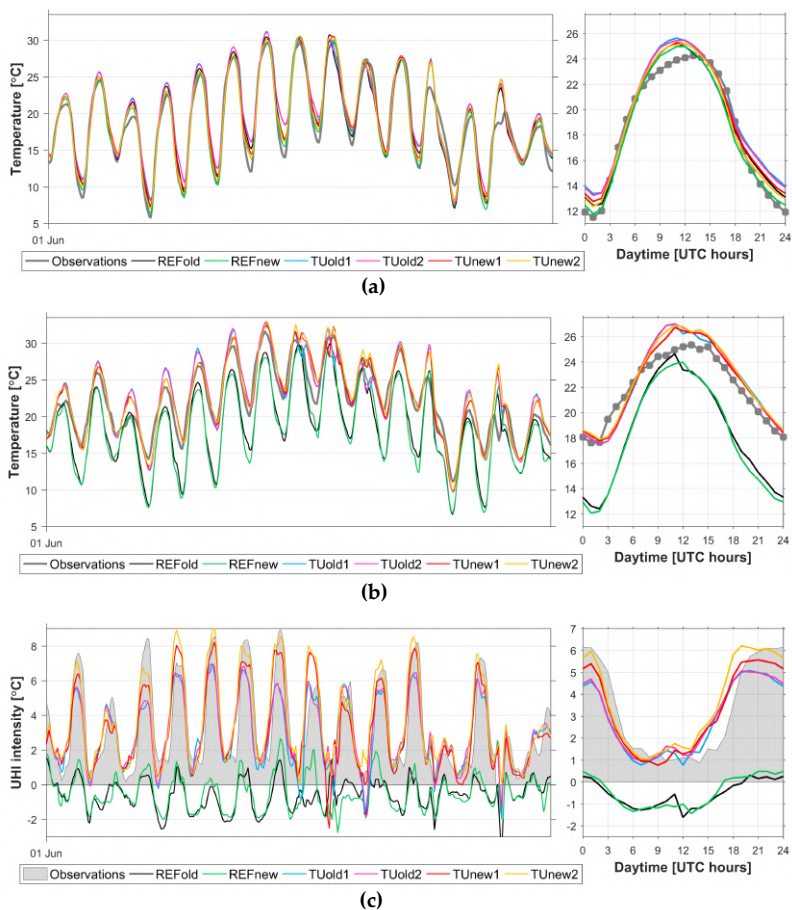 30
25
20
15
10
5
Temperature [°C]
01 Jun
26
24
22
20
18
16
14
12
0 3 6 9 12 15 18 21 24
Daytime [UTC hours]
Observations REFold REFnew TUold1 TUold2 TUnew1 TUnew2
(a)
30
25
20
15
10
5
Temperature [°C]
01 Jun
26
24
22
20
18
16
14
12
0 3 6 9 12 15 18 21 24
Daytime [UTC hours]
Observations REFold REFnew TUold1 TUold2 TUnew1 TUnew2
(b)
8
6
4
2
0
-2
UHI intensity [°C]
01 Jun
7
6
5
4
3
2
1
0
-1
-2
0 3 6 9 12 15 18 21 24
Daytime [UTC hours]
Observations REFold REFnew TUold1 TUold2 TUnew1 TUnew2
(c)